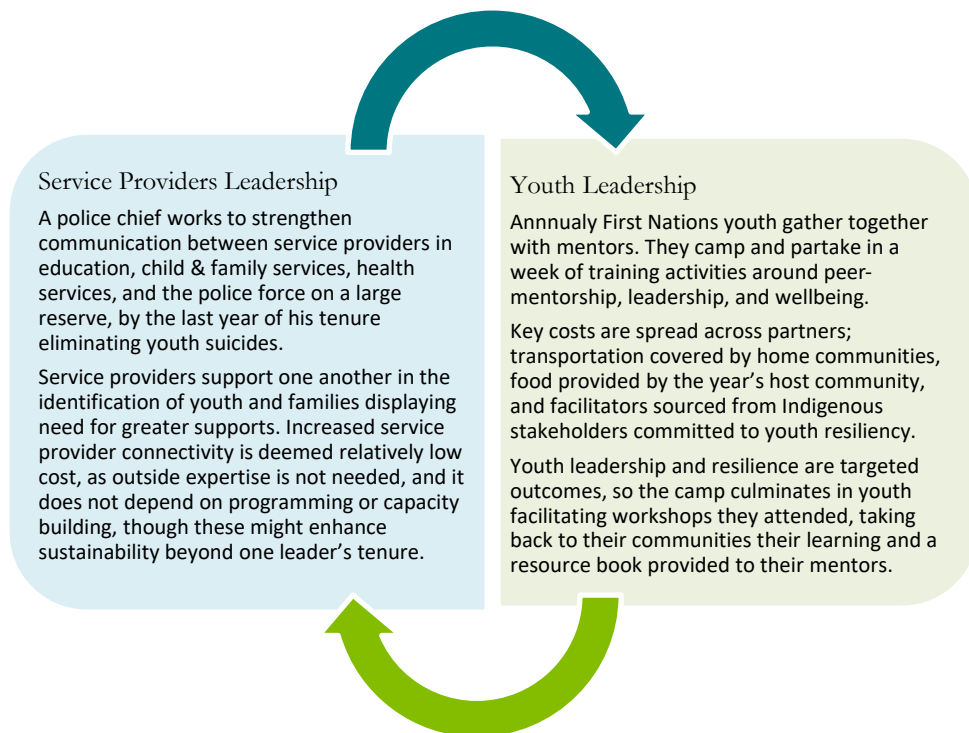 Service Providers Leadership
A police chief works to strengthen
communication between service providers in
education, child & family services, health
services, and the police force on a large
reserve, by the last year of his tenure
eliminating youth suicides.
Service providers support one another in the
identification of youth and families displaying
need for greater supports. Increased service
provider connectivity is deemed relatively low
cost, as outside expertise is not needed, and it
does not depend on programming or capacity
building, though these might enhance
sustainability beyond one leader’s tenure.
Youth Leadership
Annnualy First Nations youth gather together
with mentors. They camp and partake in a
week of training activities around peer-
mentorship, leadership, and wellbeing.
Key costs are spread across partners;
transportation covered by home communities,
food provided by the year’s host community,
and facilitators sourced from Indigenous
stakeholders committed to youth resiliency.
Youth leadership and resilience are targeted
outcomes, so the camp culminates in youth
facilitating workshops they attended, taking
back to their communities their learning and a
resource book provided to their mentors.